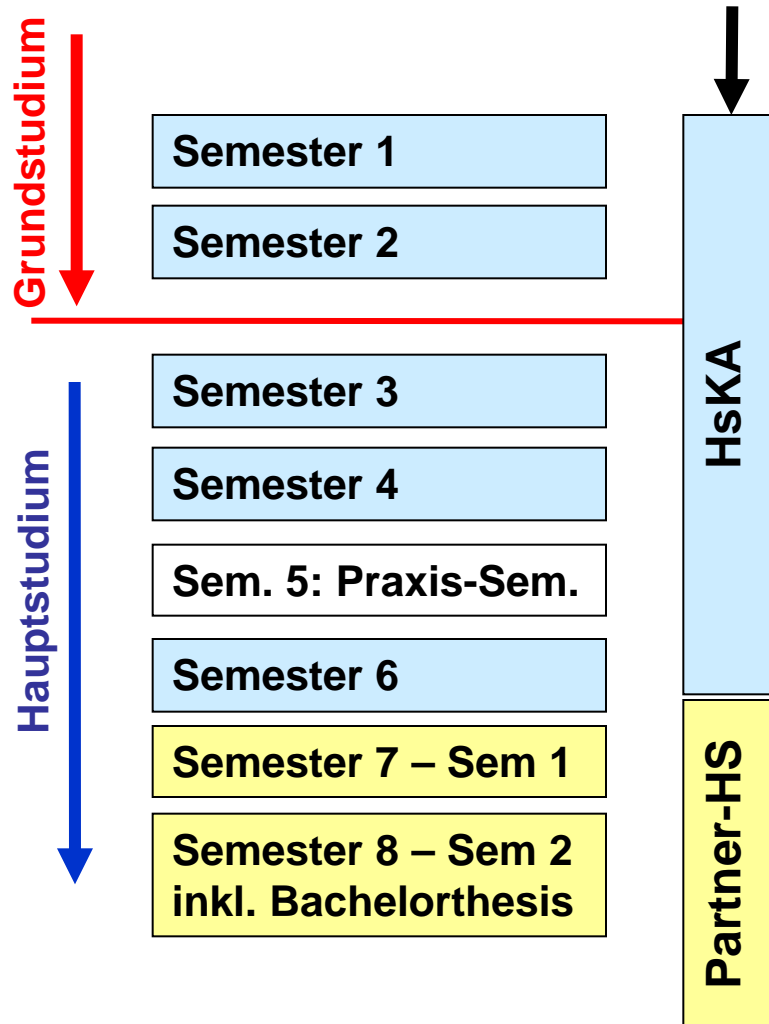 Grundstudium
Semester 1
Semester 2
HsKA
Hauptstudium
Semester 3
Semester 4
Sem. 5: Praxis-Sem.
Semester 6
Semester 7 – Sem 1
Semester 8 – Sem 2
inkl. Bachelorthesis
Partner-HS